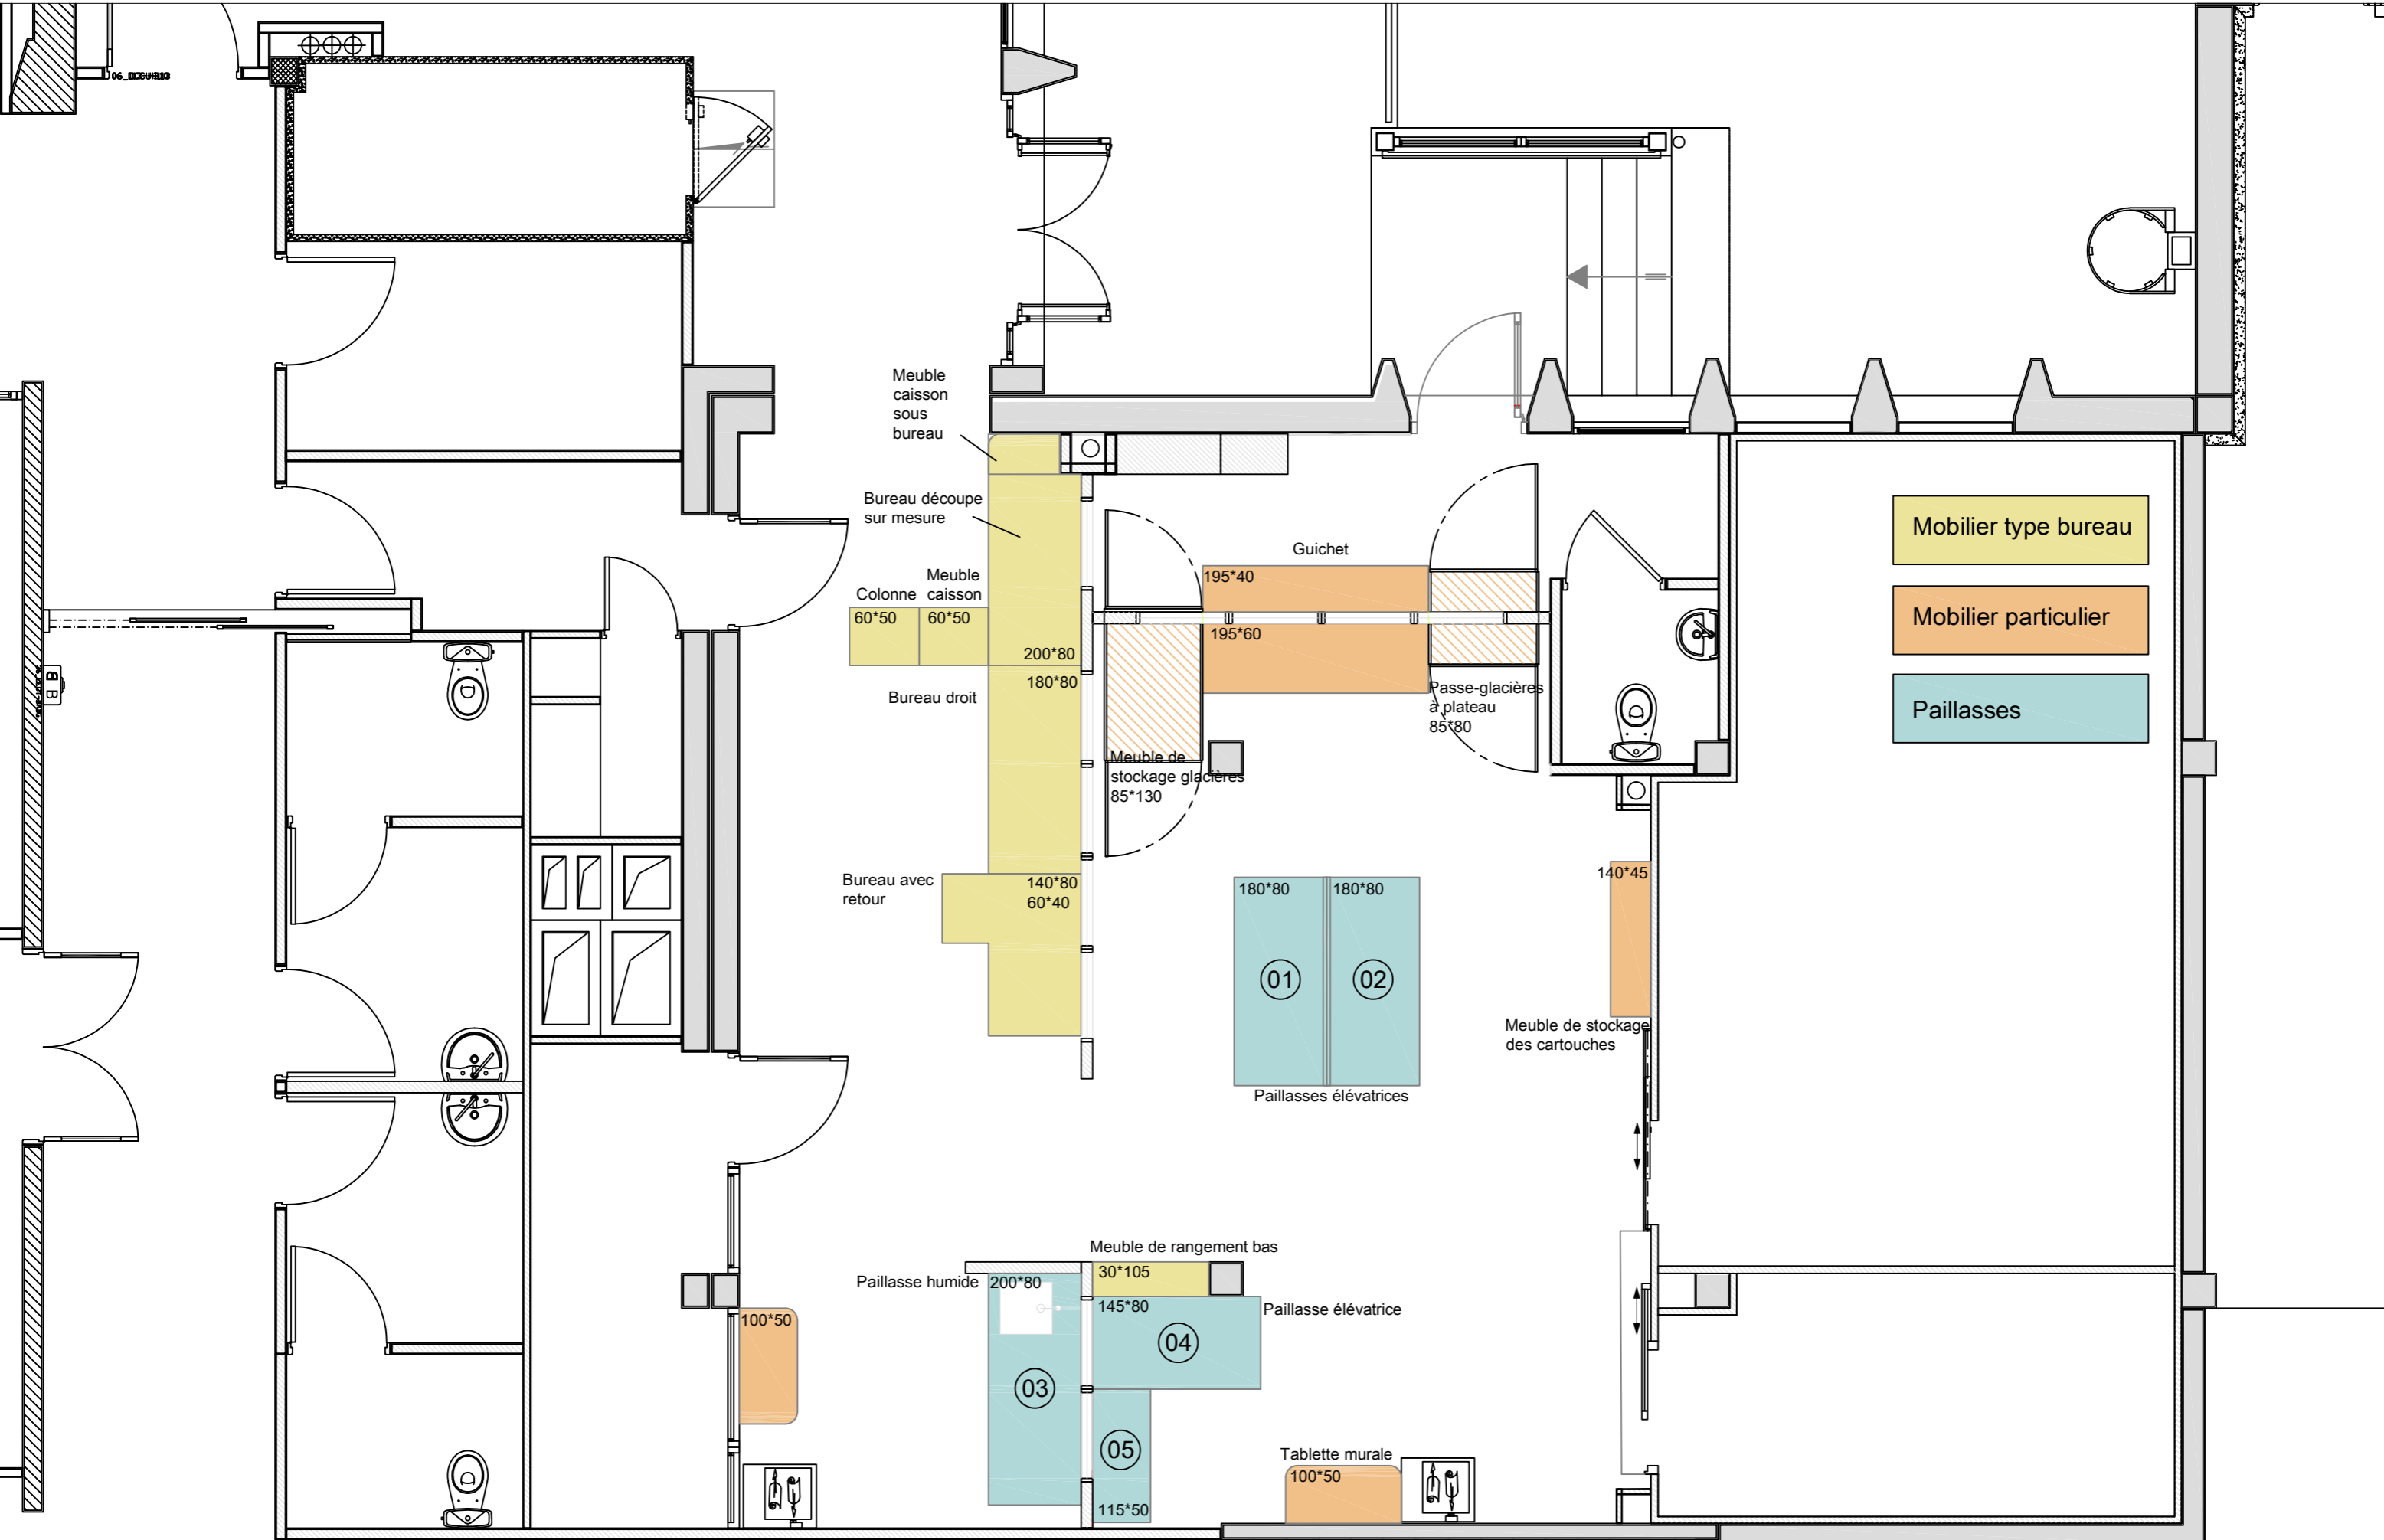 Meuble
caisson
sous
bureau
Bureau découpe
sur mesure
Mobilier type bureau
Guichet
Meuble
caisson
Colonne
195*40
Mobilier particulier
60*50
60*50
195*60
200*80
180*80
Bureau droit
Passe-glacières
à plateau
85*80
Paillasses
Meuble de
stockage glacières
85*130
Bureau avec
retour
140*80
60*40
180*80
180*80
140*45
01
02
Meuble de stockage
des cartouches
Paillasses élévatrices
Meuble de rangement bas
30*105
Paillasse humide
200*80
145*80
Paillasse élévatrice
100*50
04
03
05
115*50
Tablette murale
100*50